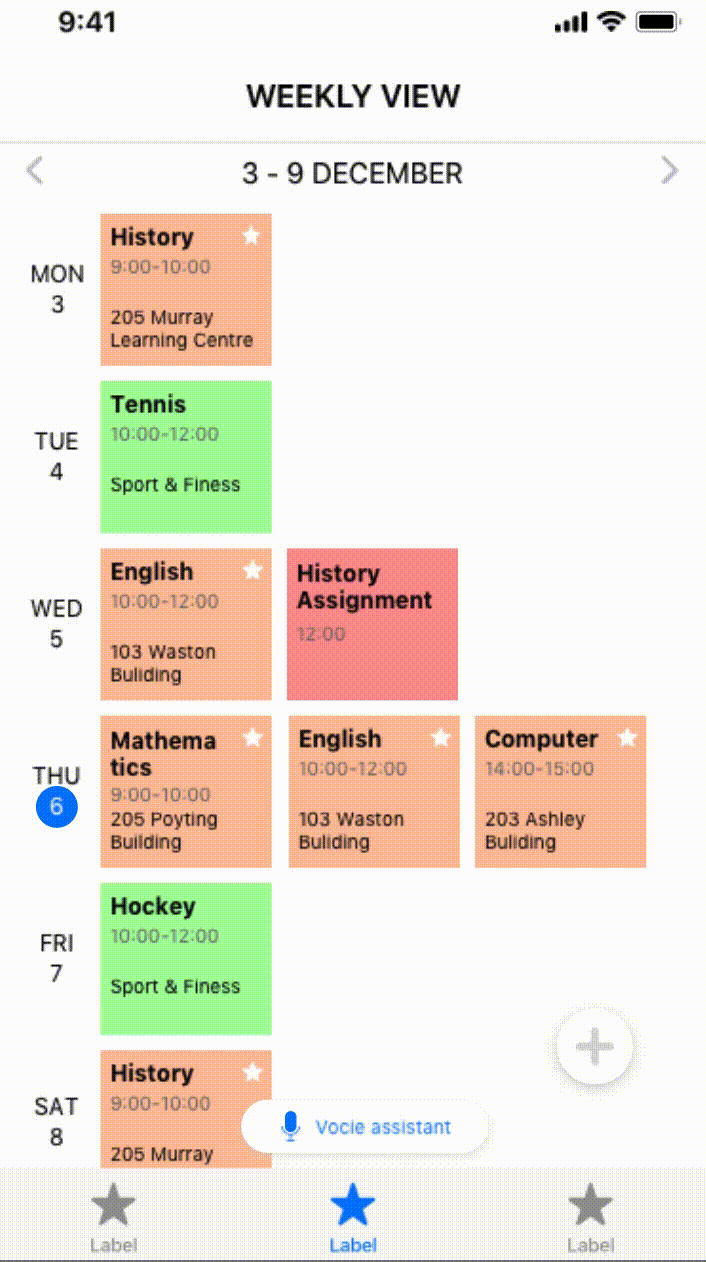 9:41
WEEKLY VIEW
3 - 9 DECEMBER
MON
3
History
9:00-10:00
205 Murray
Learning Centre
TUE
4
Tennis
10:00-12:00
Sport & Finess
WED
5
English
10:00-12:00
103 Waston
Buliding
History
Assignment
12:00
THU
6
Mathema
tics
9:00-10:00
205 Poyting
Building
English
10:00-12:00
103 Waston
Buliding
Computer
14:00-15:00
203 Ashley
Buliding
FRI
7
Hockey
10:00-12:00
Sport & Finess
SAT
8
History
9:00-10:00
205 Murray
Vocie assistant
Label
Label
Label